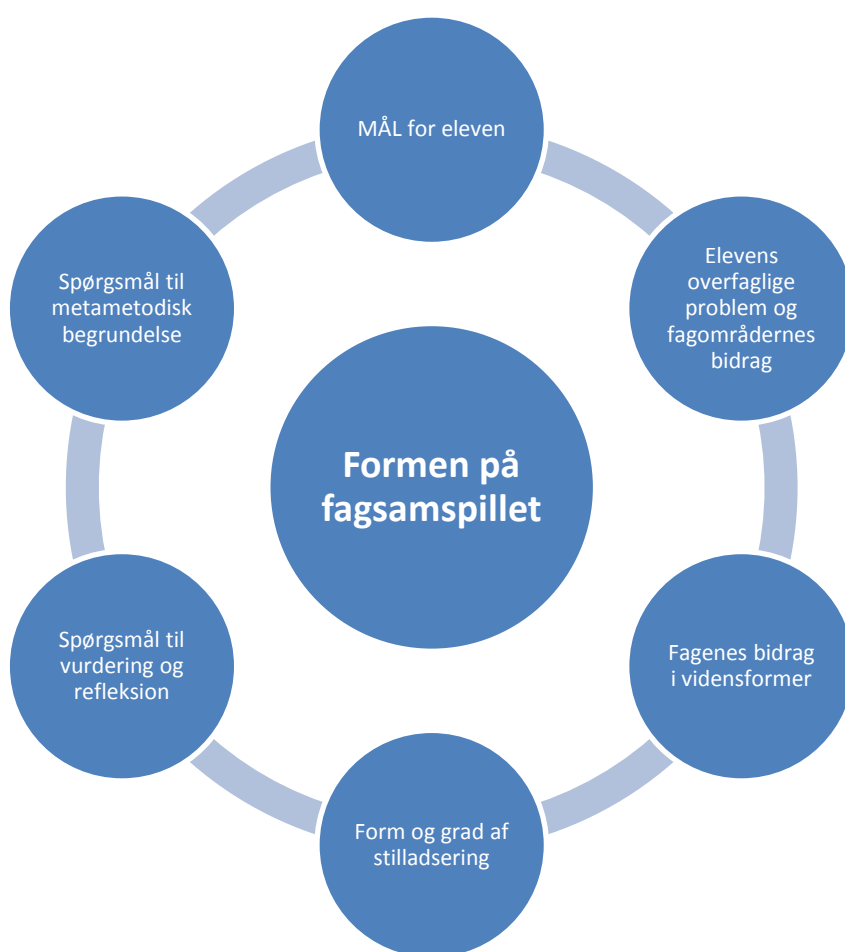 MÅL for eleven
Elevens
overfaglige
problem og
fagområdernes
bidrag
Fagenes bidrag
i vidensformer
Form og grad af
stilladsering
Spørgsmål til
vurdering og
refleksion
Spørgsmål til
metametodisk
begrundelse
Formen på
fagsamspillet